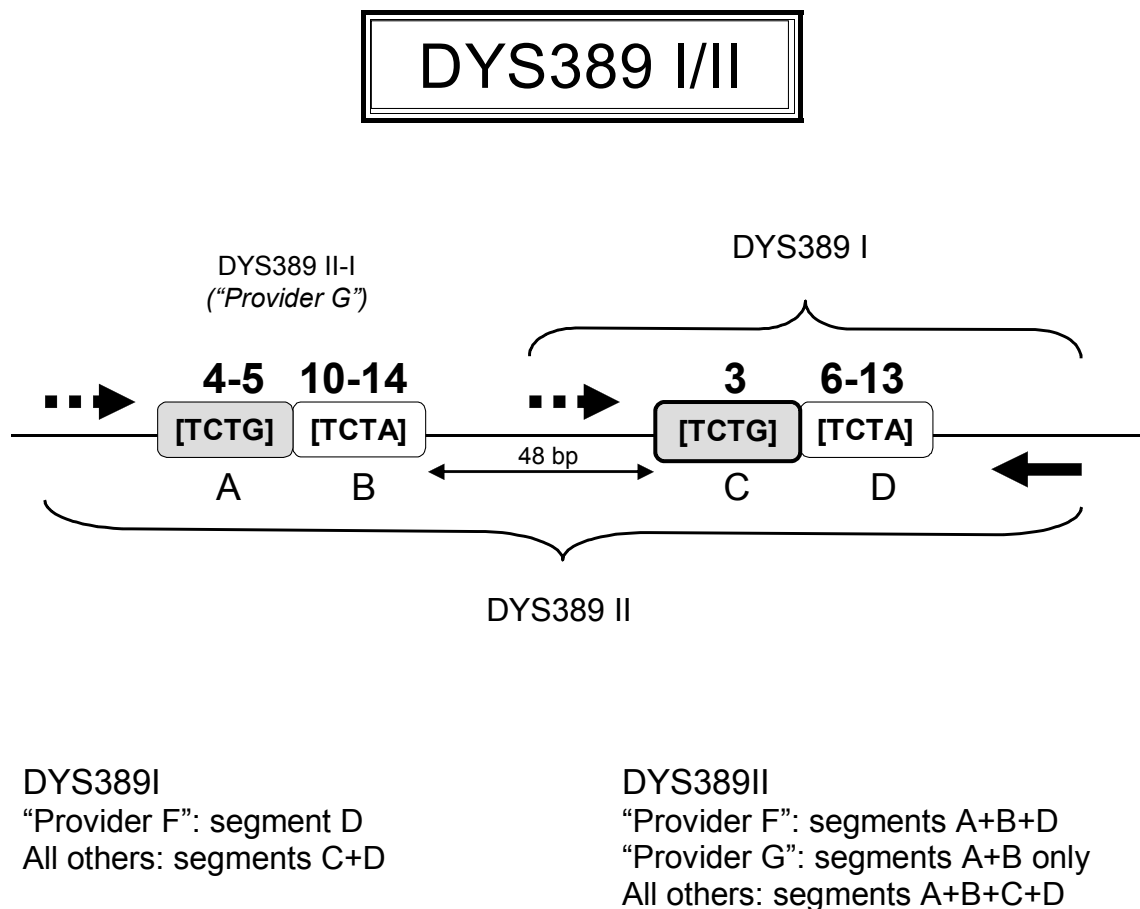 DYS389 I/II
DYS389 I
DYS389 II-I
(“Provider G”)
4-5 10-14 3 6-13
[TCTG] [TCTA] [TCTG] [TCTA]
48 bp
A B C D
DYS389 II
DYS389I
“Provider F”: segment D
All others: segments C+D
DYS389II
“Provider F”: segments A+B+D
“Provider G”: segments A+B only
All others: segments A+B+C+D